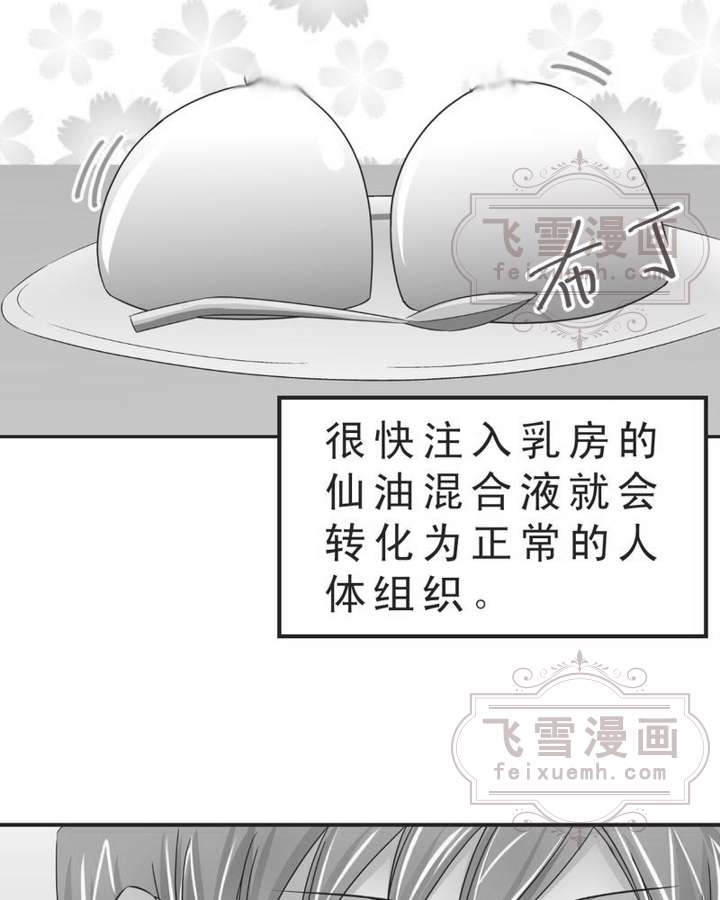 飞雪漫画
feixuemh.com
布丁
很快注入乳房的
仙油混合液就会
转化为正常的人
体组织。
飞雪漫画
feixuemh.com